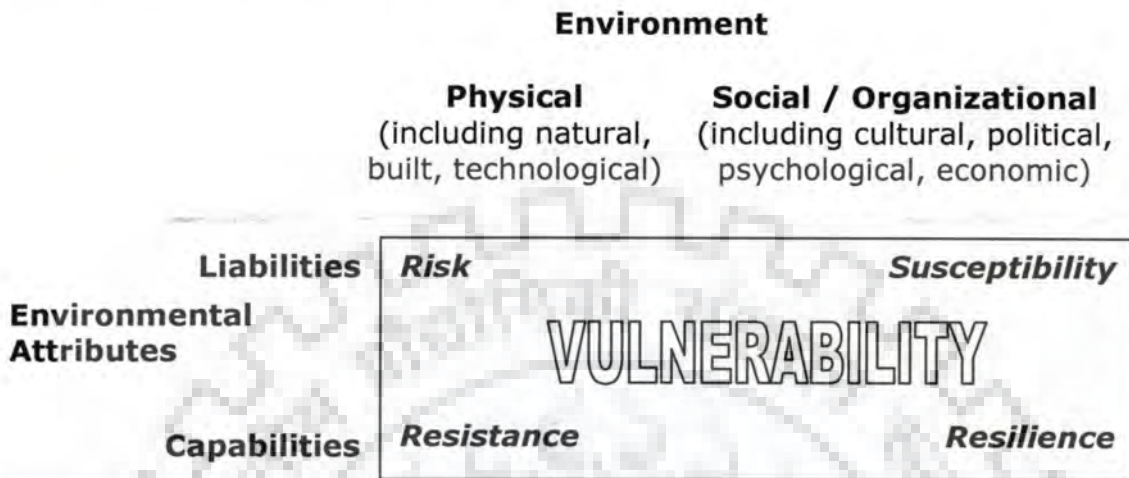 Environment
Physical
(including natural,
built, technological)
Social / Organizational
(including cultural, political,
psychological, economic)
Liabilities
Risk
Susceptibility
Environmental
Attributes
VULNERABILITY
Capabilities
Resistance
Resilience